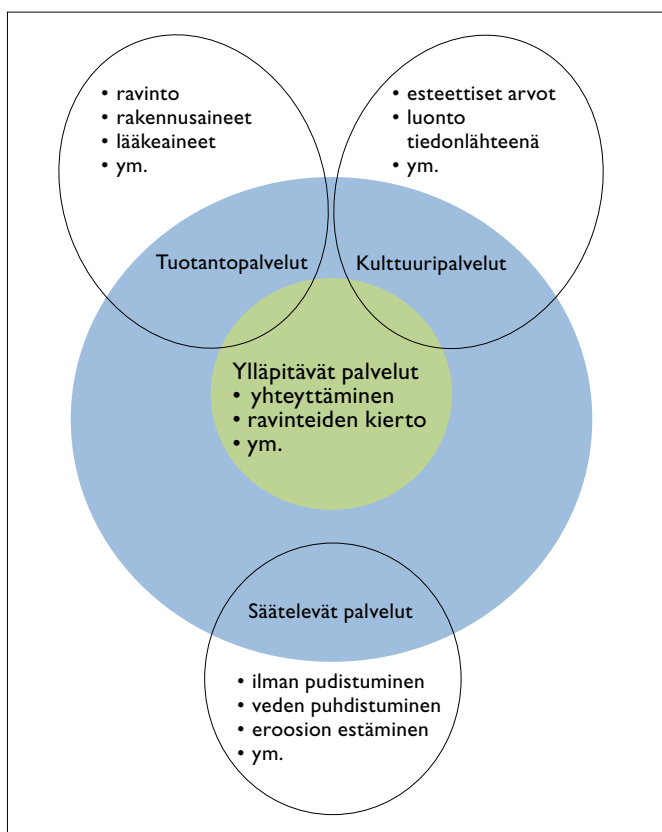 • ravinto
• rakennusaineet
• lääkeaineet
• ym.
• esteettiset arvot
• luonto
tiedonlähteenä
• ym.
Tuotantopalvelut
Kulttuuripalvelut
Ylläpitävät palvelut
• yhteyttäminen
• ravinteiden kierto
• ym.
Säätelevät palvelut
• ilman pudistuminen
• veden puhdistuminen
• eroosion estäminen
• ym.